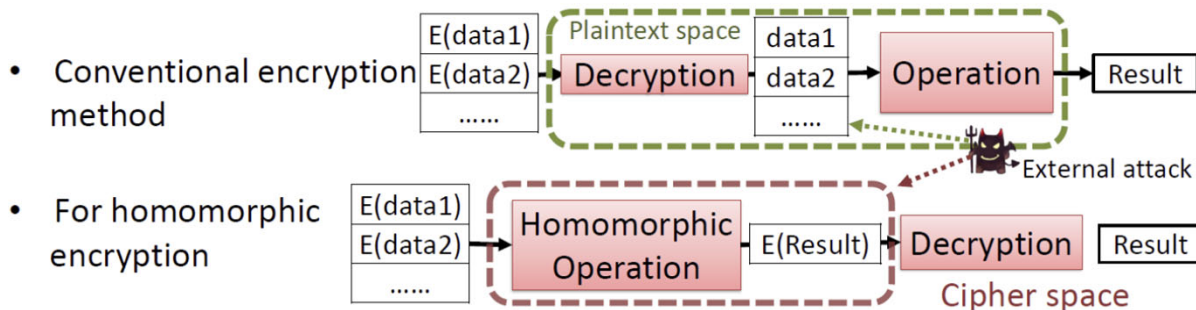 • Conventional encryption
method
E(data1)
E(data2)
……
Plaintext space
Decryption
data1
data2
……
Operation
Result
External attack
• For homomorphic
encryption
E(data1)
E(data2)
……
Homomorphic
Operation
E(Result)
Decryption
Result
Cipher space